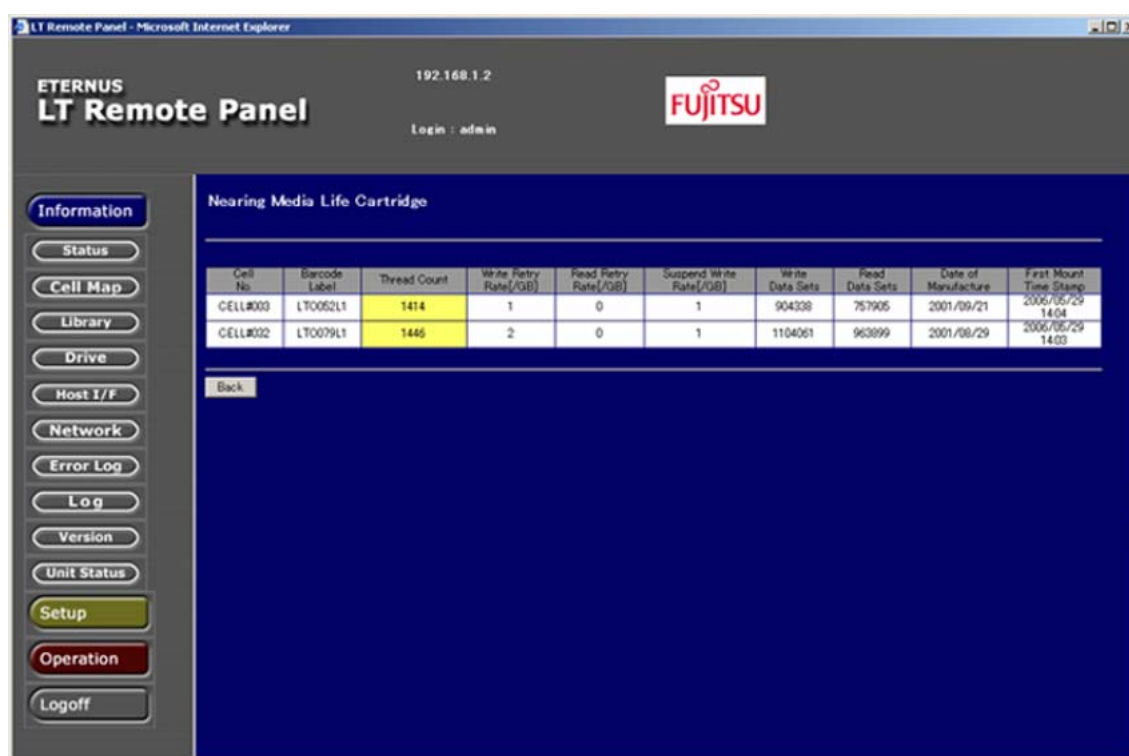 LT Remote Panel - Microsoft Internet Explorer
ETERNUS
LT Remote Panel
192.168.1.2
Login : admin
FUJITSU
Information
Status
Cell Map
Library
Drive
Host I/F
Network
Error Log
Log
Version
Unit Status
Setup
Operation
Logoff
Nearing Media Life Cartridge
Cell No. Barcode Label Thread Count Write Retry Rate[/GB] Read Retry Rate[/GB] Suspend Write Rate[/GB] Write Data Sets Read Data Sets Date of Manufacture First Mount Time Stamp
CELL#003 LTO052L1 1414 1 0 1 904338 757905 2001/09/21 2006/05/29 14:04
CELL#032 LTO079L1 1446 2 0 1 1104061 963899 2001/08/29 2006/05/29 14:03
Back